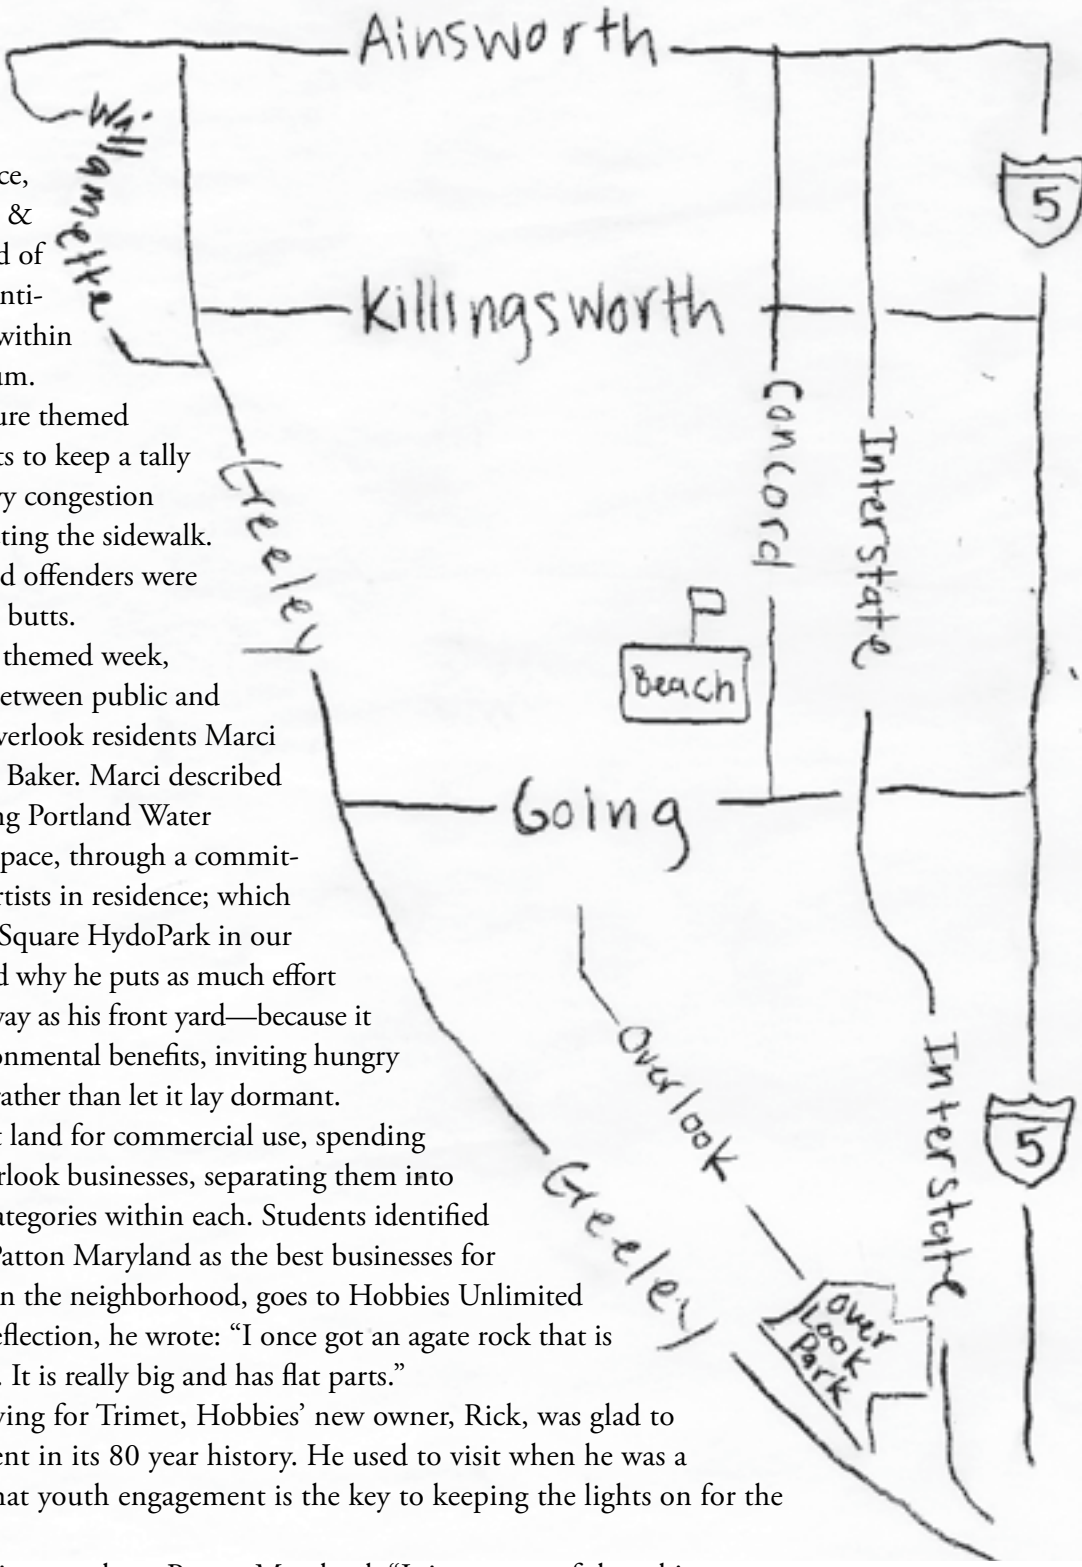 Ainsworth
Willamette
5
Killingsworth
Concord
Interstate
Greeley
Beach
Going
Overlook
Interstate
5
Greeley
Over
Look
Park
&
d of
within
themed
ts to keep a tally
congestion
ting the sidewalk.
d offenders were
butts.
themed week,
etween public and
verlook residents Marci
Baker. Marci described
ng Portland Water
pace, through a commit-
rtists in residence; which
Square HydoPark in our
d why he puts as much effort
way as his front yard—because it
onmental benefits, inviting hungry
rather than let it lay dormant.
t land for commercial use, spending
rlook businesses, separating them into
ategories within each. Students identified
Patton Maryland as the best businesses for
n the neighborhood, goes to Hobbies Unlimited
eflection, he wrote: “I once got an agate rock that is
. It is really big and has flat parts.”
ving for Trimet, Hobbies’ new owner, Rick, was glad to
ent in its 80 year history. He used to visit when he was a
hat youth engagement is the key to keeping the lights on for the